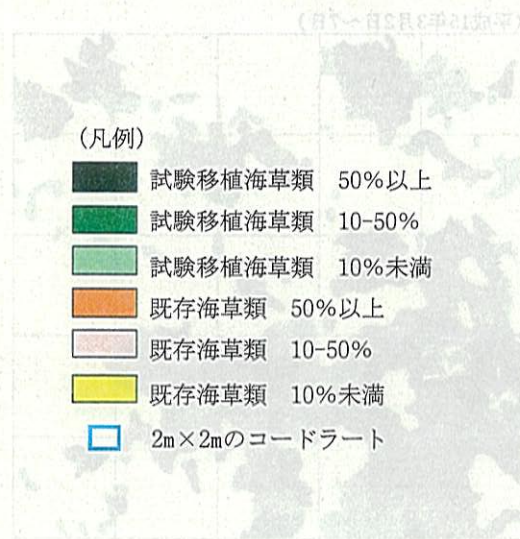 (凡例)
試験移植海草類 50%以上
試験移植海草類 10-50%
試験移植海草類 10%未満
既存海草類 50%以上
既存海草類 10-50%
既存海草類 10%未満
2m×2mのコードラート